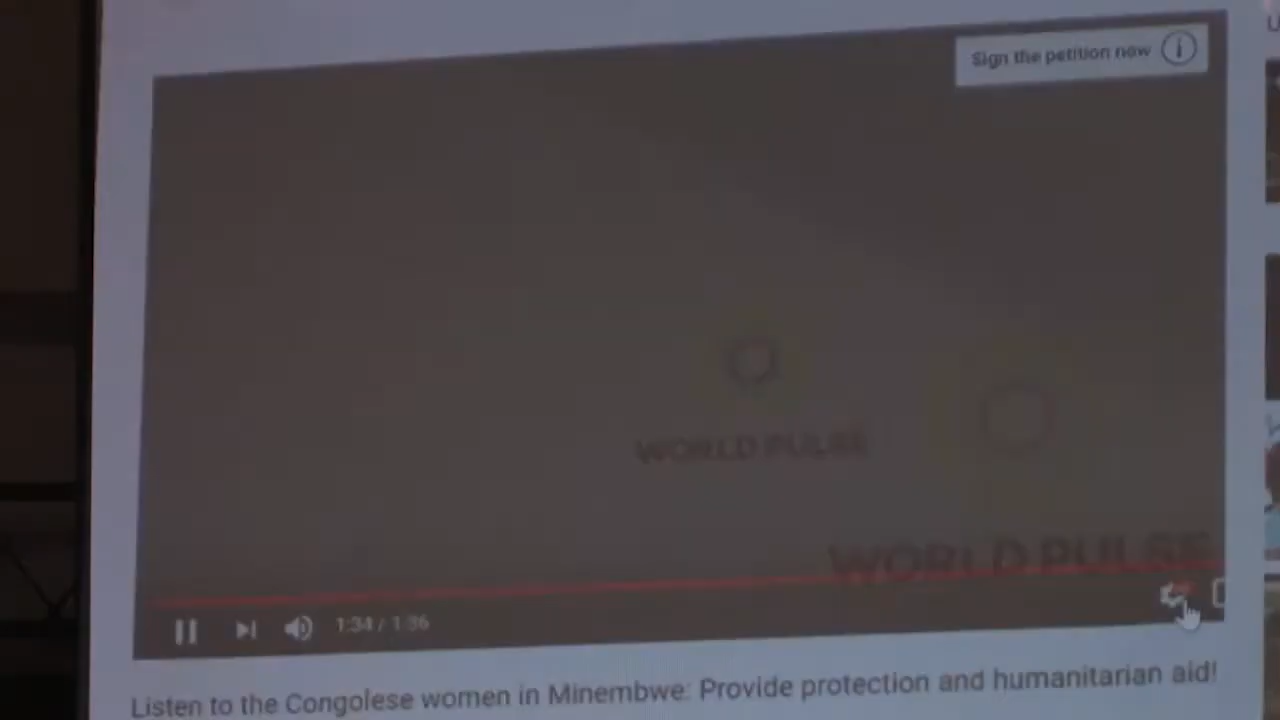 Sign the petition now
WORLD PULSE
WORLD PULSE
1:34 / 1:36
Listen to the Congolese women in Minembwe: Provide protection and humanitarian aid!